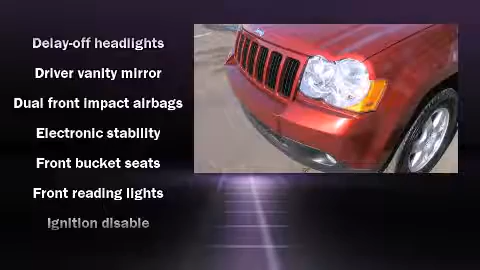 Delay-off headlights
Driver vanity mirror
Dual front impact airbags
Electronic stability
Front bucket seats
Front reading lights
Ignition disable